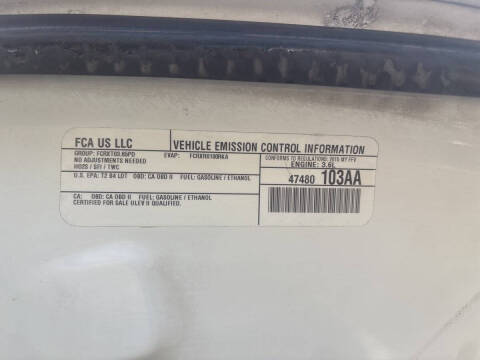 FCA US LLC
VEHICLE EMISSION CONTROL INFORMATION
GROUP: FCRXT03.65PD EVAP: FCRXR0180RKA
NO ADJUSTMENTS NEEDED
HO2S / SFI / TWC
CONFORMS TO REGULATIONS: 2015 MY FFV
ENGINE: 3.6L
U.S. EPA: T2 B4 LDT OBD: CA OBD II FUEL: GASOLINE / ETHANOL
47480 103AA
CA: OBD: CA OBD II FUEL: GASOLINE / ETHANOL
CERTIFIED FOR SALE ULEV II QUALIFIED.